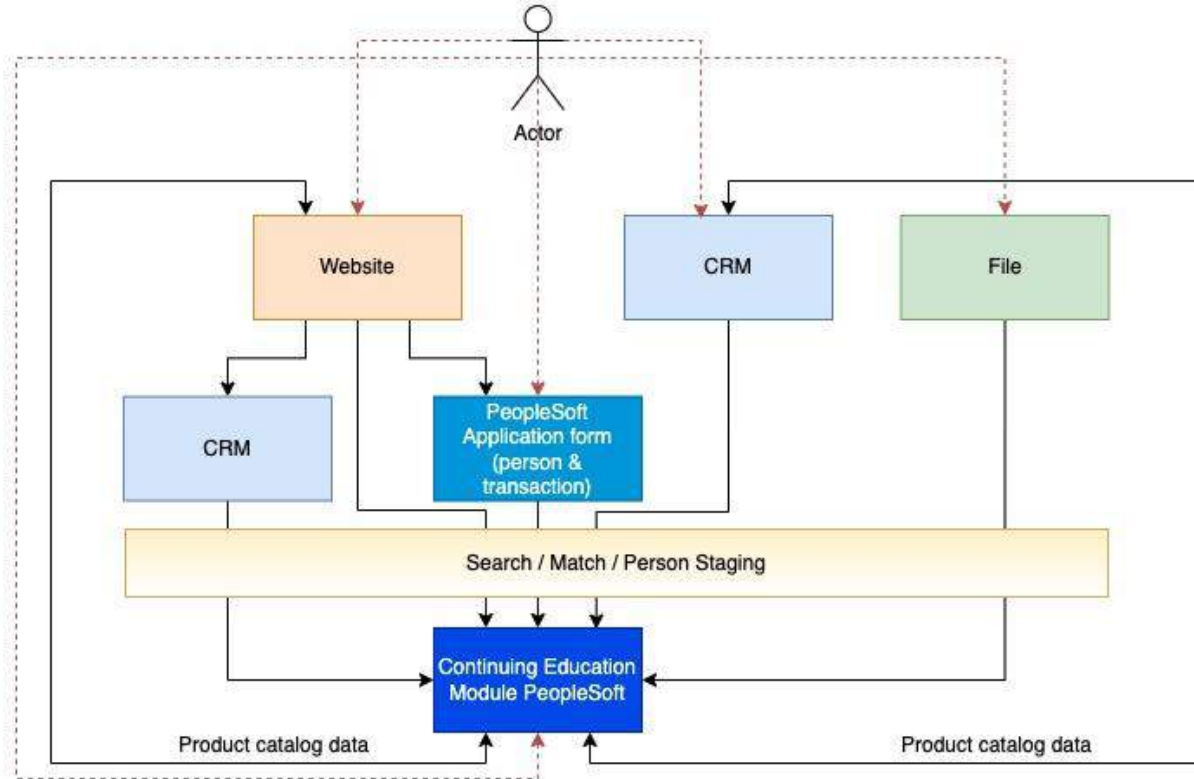 Actor
Website
CRM
File
CRM
PeopleSoft
Application form
(person &
transaction)
Search / Match / Person Staging
Continuing Education
Module PeopleSoft
Product catalog data
Product catalog data